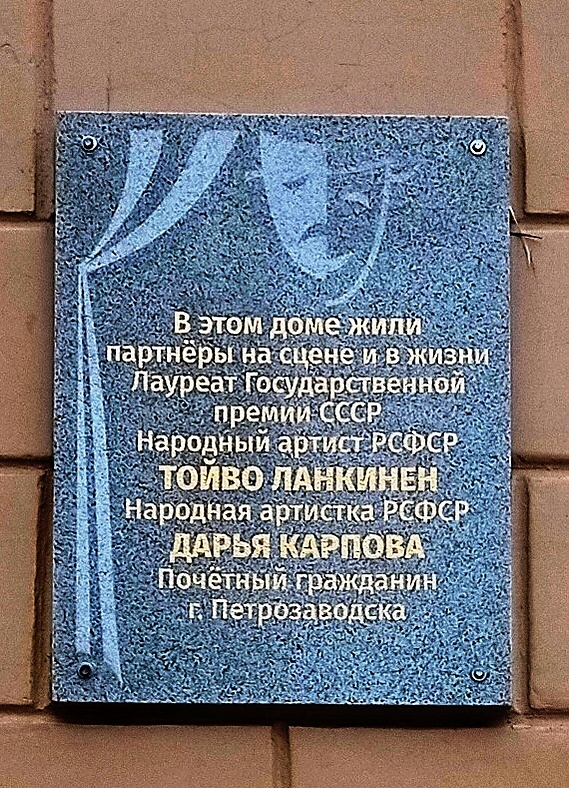 В этом доме жили
партнёры на сцене и в жизни
Лауреат Государственной
премии СССР
Народный артист РСФСР
ТОЙВО ЛАНКИНЕН
Народная артистка РСФСР
ДАРЬЯ КАРПОВА
Почётный гражданин
г. Петрозаводска